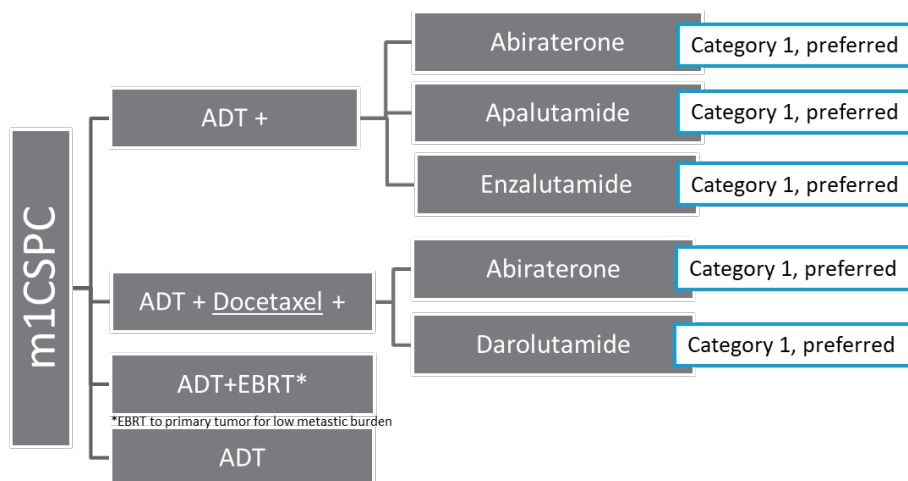 m1CSPC
ADT +
Abiraterone
Category 1, preferred
Apalutamide
Category 1, preferred
Enzalutamide
Category 1, preferred
ADT + Docetaxel +
Abiraterone
Category 1, preferred
Darolutamide
Category 1, preferred
ADT+EBRT*
*EBRT to primary tumor for low metastic burden
ADT